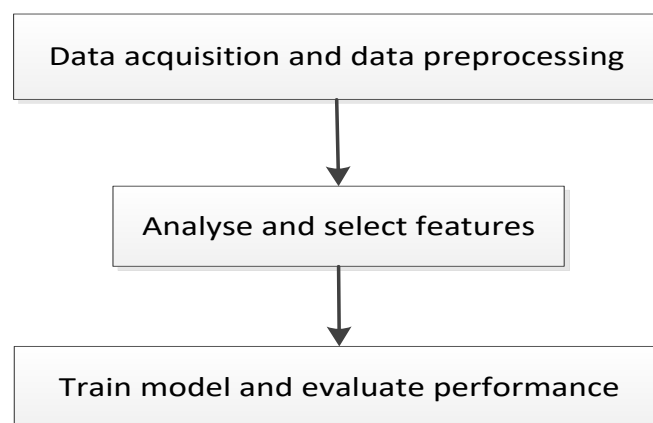 Data acquisition and data preprocessing
Analyse and select features
Train model and evaluate performance